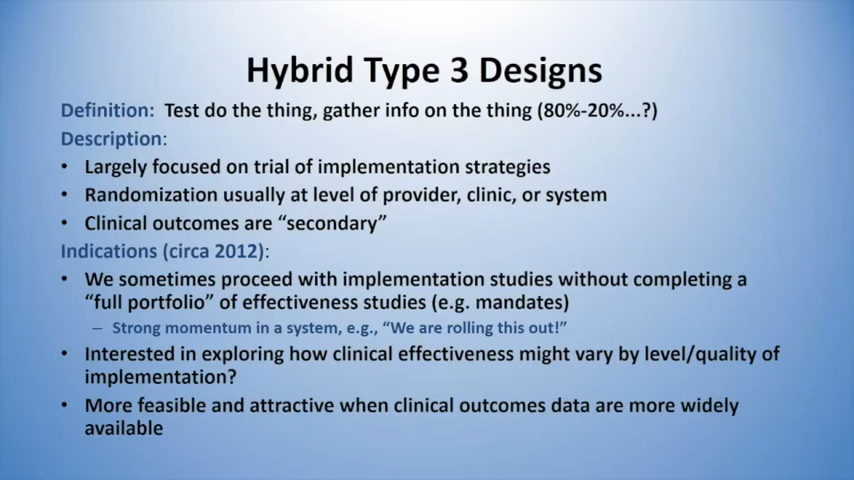 Hybrid Type 3 Designs
Definition: Test do the thing, gather info on the thing (80%-20%...?)
Description:
• Largely focused on trial of implementation strategies
• Randomization usually at level of provider, clinic, or system
• Clinical outcomes are “secondary”
Indications (circa 2012):
• We sometimes proceed with implementation studies without completing a
“full portfolio” of effectiveness studies (e.g. mandates)
– Strong momentum in a system, e.g., “We are rolling this out!”
• Interested in exploring how clinical effectiveness might vary by level/quality of
implementation?
• More feasible and attractive when clinical outcomes data are more widely
available